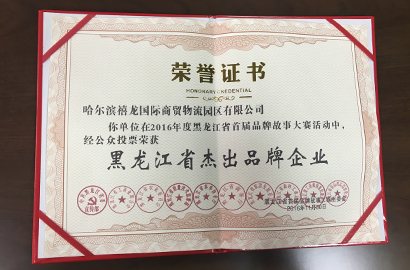 荣誉证书
HONORARY CREDENTIAL
哈尔滨禧龙国际商贸物流园区有限公司
你单位在2016年度黑龙江省首届品牌故事大赛活动中,
经公众投票荣获
黑龙江省杰出品牌企业